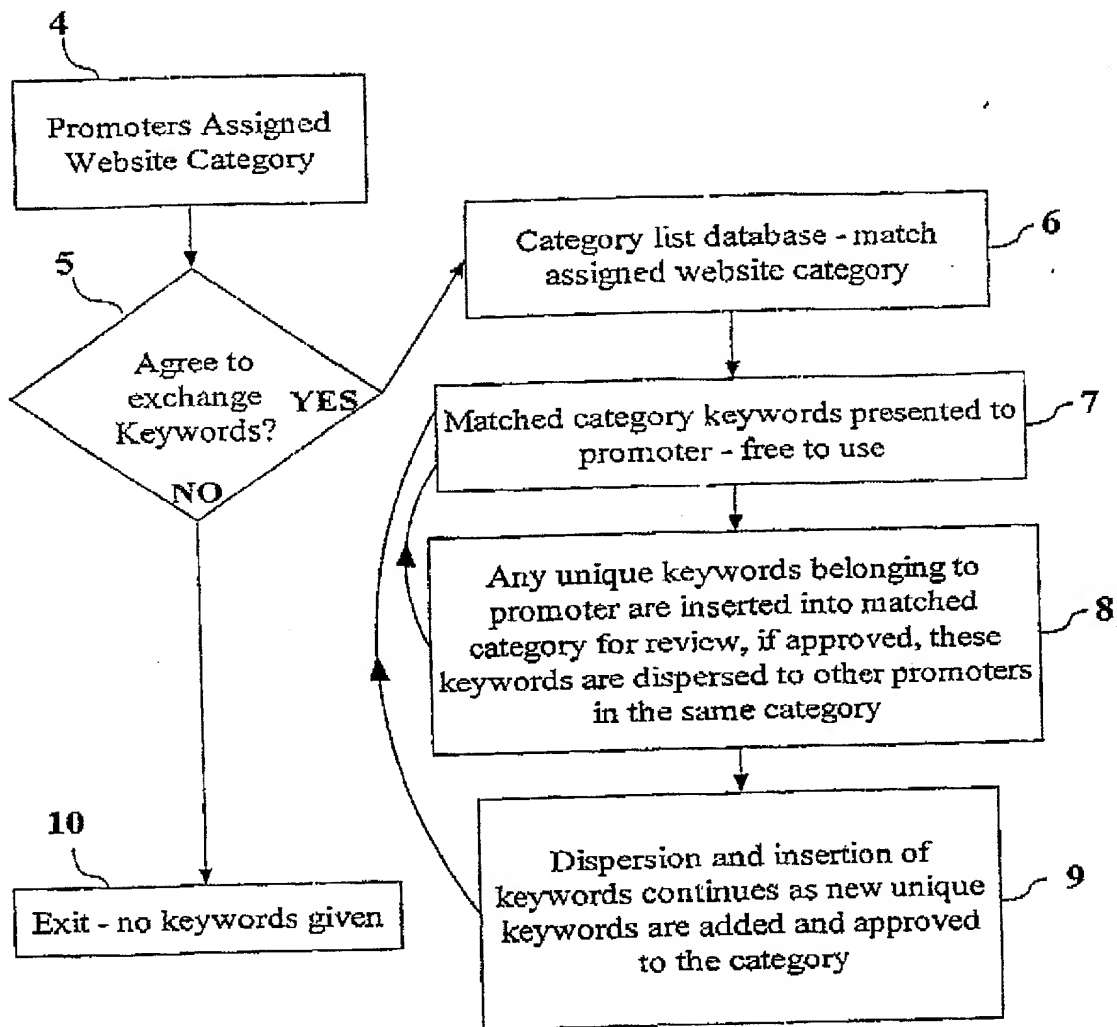 4
Promoters Assigned
Website Category
5
Agree to
exchange
Keywords?
YES
NO
10
Exit - no keywords given
6
Category list database - match
assigned website category
7
Matched category keywords presented to
promoter - free to use
8
Any unique keywords belonging to
promoter are inserted into matched
category for review, if approved, these
keywords are dispersed to other promoters
in the same category
9
Dispersion and insertion of
keywords continues as new unique
keywords are added and approved
to the category